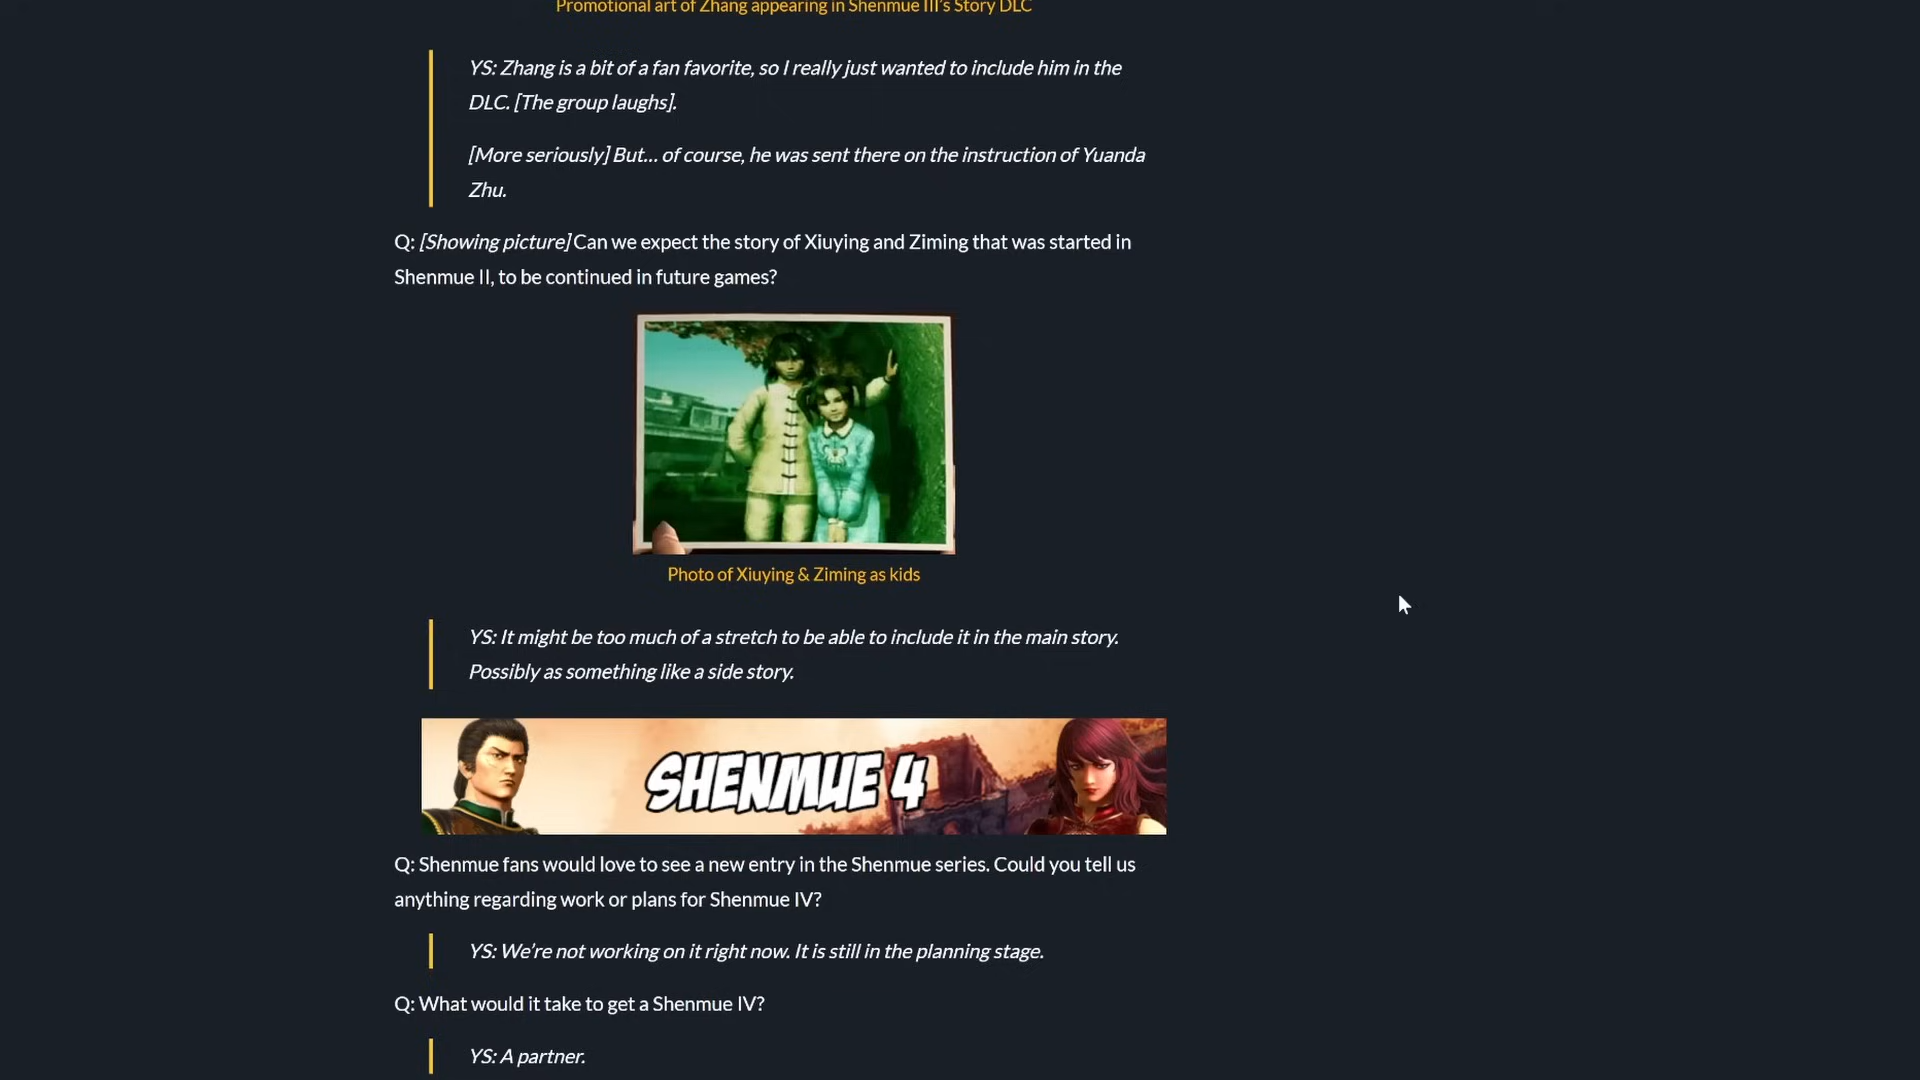 Promotional art of Zhang appearing in Shenmue III's Story DLC
YS: Zhang is a bit of a fan favorite, so I really just wanted to include him in the
DLC. [The group laughs].
[More seriously] But… of course, he was sent there on the instruction of Yuanda
Zhu.
Q: [Showing picture] Can we expect the story of Xiuying and Ziming that was started in
Shenmue II, to be continued in future games?
Photo of Xiuying & Ziming as kids
YS: It might be too much of a stretch to be able to include it in the main story.
Possibly as something like a side story.
SHENMUE 4
Q: Shenmue fans would love to see a new entry in the Shenmue series. Could you tell us
anything regarding work or plans for Shenmue IV?
YS: We’re not working on it right now. It is still in the planning stage.
Q: What would it take to get a Shenmue IV?
YS: A partner.